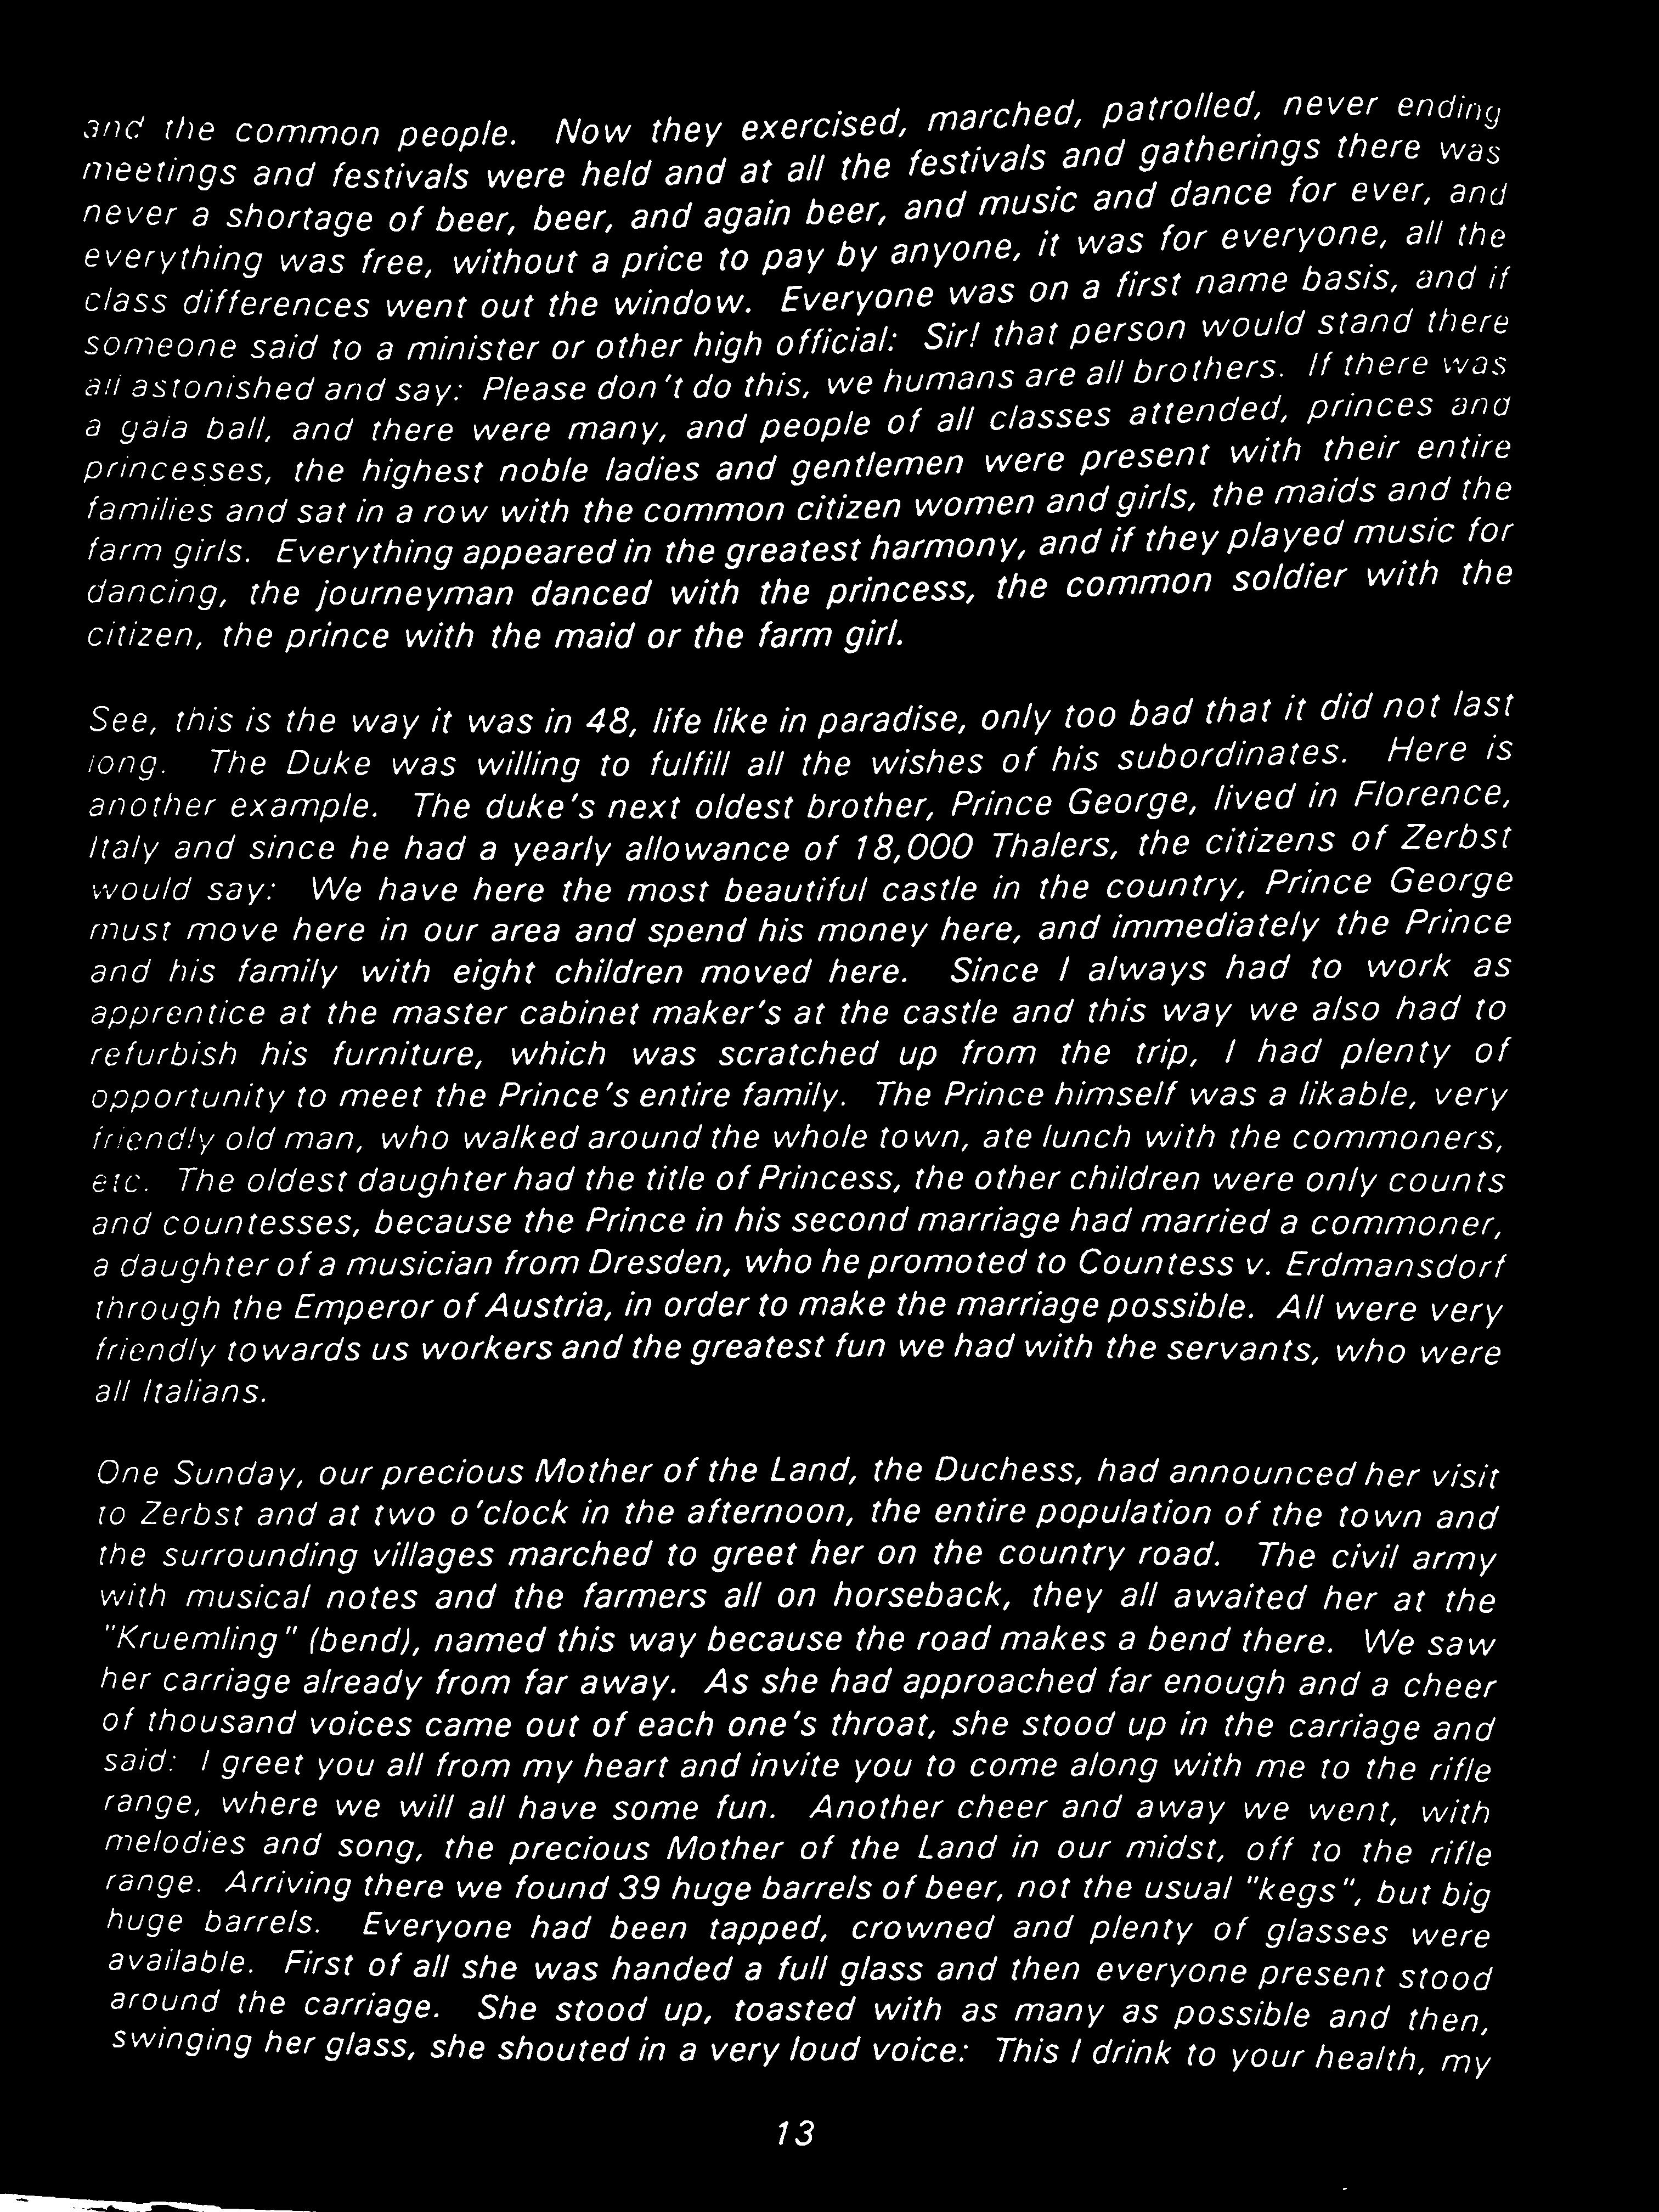 and the common people. Now they exercised, marched, patrolled, never ending
meetings and festivals were held and at all the festivals and gatherings there was
never a shortage of beer, beer, and again beer, and music and dance for ever, and
everything was free, without a price to pay by anyone, it was for everyone, all the
class differences went out the window. Everyone was on a first name basis, and if
someone said to a minister or other high official: Sir! that person would stand there
all astonished and say: Please don't do this, we humans are all brothers. If there was
a gala ball, and there were many, and people of all classes attended, princes and
princesses, the highest noble ladies and gentlemen were present with their entire
families and sat in a row with the common citizen women and girls, the maids and the
farm girls. Everything appeared in the greatest harmony, and if they played music for
dancing, the journeyman danced with the princess, the common soldier with the
citizen, the prince with the maid or the farm girl.

See, this is the way it was in 48, life like in paradise, only too bad that it did not last
long. The Duke was willing to fulfill all the wishes of his subordinates. Here is
another example. The duke's next oldest brother, Prince George, lived in Florence,
Italy and since he had a yearly allowance of 18,000 Thalers, the citizens of Zerbst
would say: We have here the most beautiful castle in the country, Prince George
must move here in our area and spend his money here, and immediately the Prince
and his family with eight children moved here. Since I always had to work as
apprentice at the master cabinet maker's at the castle and this way we also had to
refurbish his furniture, which was scratched up from the trip, I had plenty of
opportunity to meet the Prince's entire family. The Prince himself was a likable, very
friendly old man, who walked around the whole town, ate lunch with the commoners,
etc. The oldest daughter had the title of Princess, the other children were only counts
and countesses, because the Prince in his second marriage had married a commoner,
a daughter of a musician from Dresden, who he promoted to Countess v. Erdmansdorf
through the Emperor of Austria, in order to make the marriage possible. All were very
friendly towards us workers and the greatest fun we had with the servants, who were
all Italians.

One Sunday, our precious Mother of the Land, the Duchess, had announced her visit
to Zerbst and at two o'clock in the afternoon, the entire population of the town and
the surrounding villages marched to greet her on the country road. The civil army
with musical notes and the farmers all on horseback, they all awaited her at the
"Kruemling" (bend), named this way because the road makes a bend there. We saw
her carriage already from far away. As she had approached far enough and a cheer
of thousand voices came out of each one's throat, she stood up in the carriage and
said: I greet you all from my heart and invite you to come along with me to the rifle
range, where we will all have some fun. Another cheer and away we went, with
melodies and song, the precious Mother of the Land in our midst, off to the rifle
range. Arriving there we found 39 huge barrels of beer, not the usual "kegs", but big
huge barrels. Everyone had been tapped, crowned and plenty of glasses were
available. First of all she was handed a full glass and then everyone present stood
around the carriage. She stood up, toasted with as many as possible and then,
swinging her glass, she shouted in a very loud voice: This I drink to your health, my

13